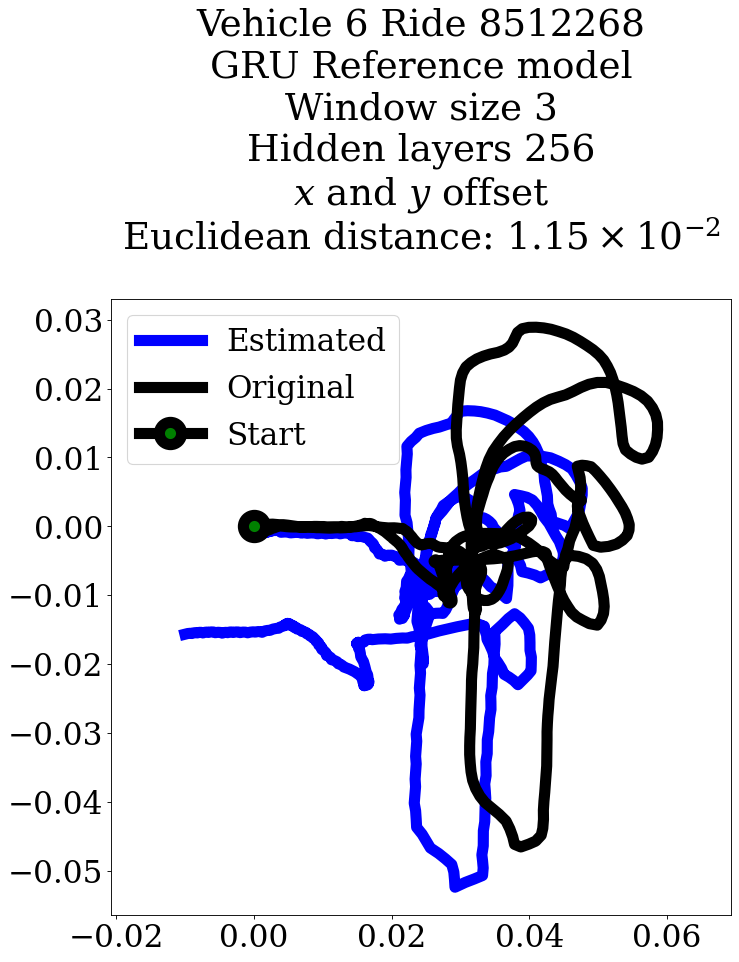 Vehicle 6 Ride 8512268
GRU Reference model
Window size 3
Hidden layers 256
x and y offset
Euclidean distance: 1.15 × 10⁻²
Estimated
Original
Start
0.03
0.02
0.01
0.00
−0.01
−0.02
−0.03
−0.04
−0.05
−0.02 0.00 0.02 0.04 0.06